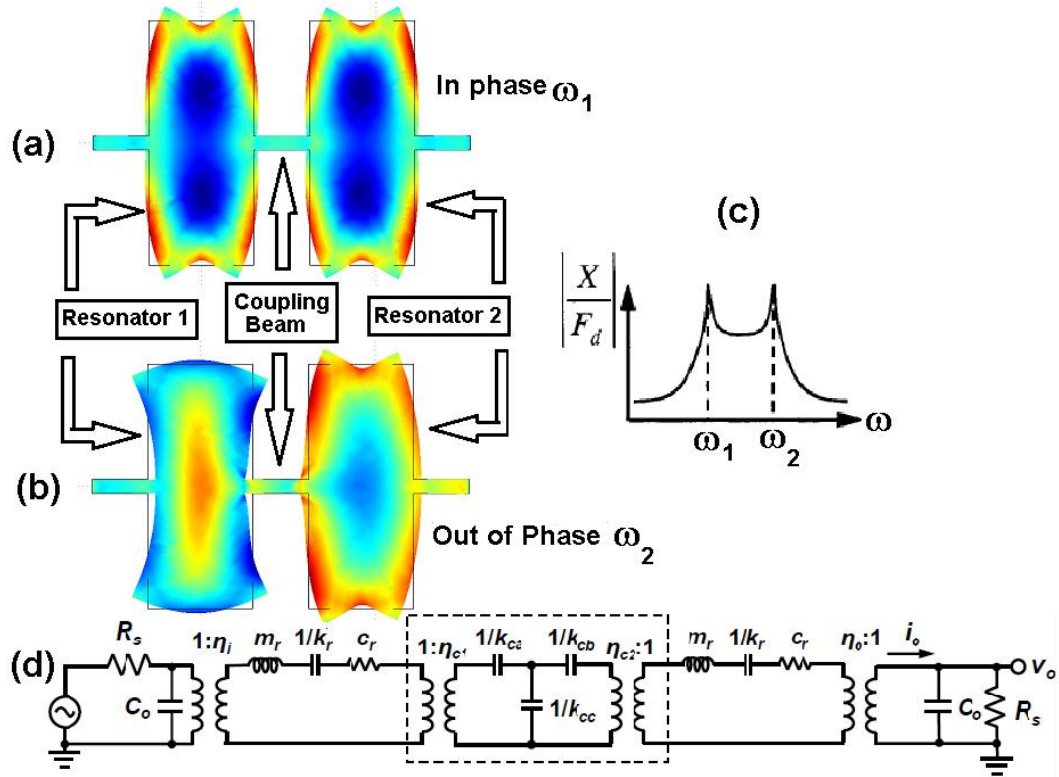 In phase ω1
(a)
(c)
|X/Fd|
Resonator 1
Coupling
Beam
Resonator 2
ω
ω1 ω2
(b)
Out of Phase ω2
(d)
Rs
Co
1:ηi
mr 1/kr cr
1:ηc1
1/kca 1/kcb
1/kcc
ηc2:1
mr 1/kr cr
η0:1
io
vo
Co
Rs